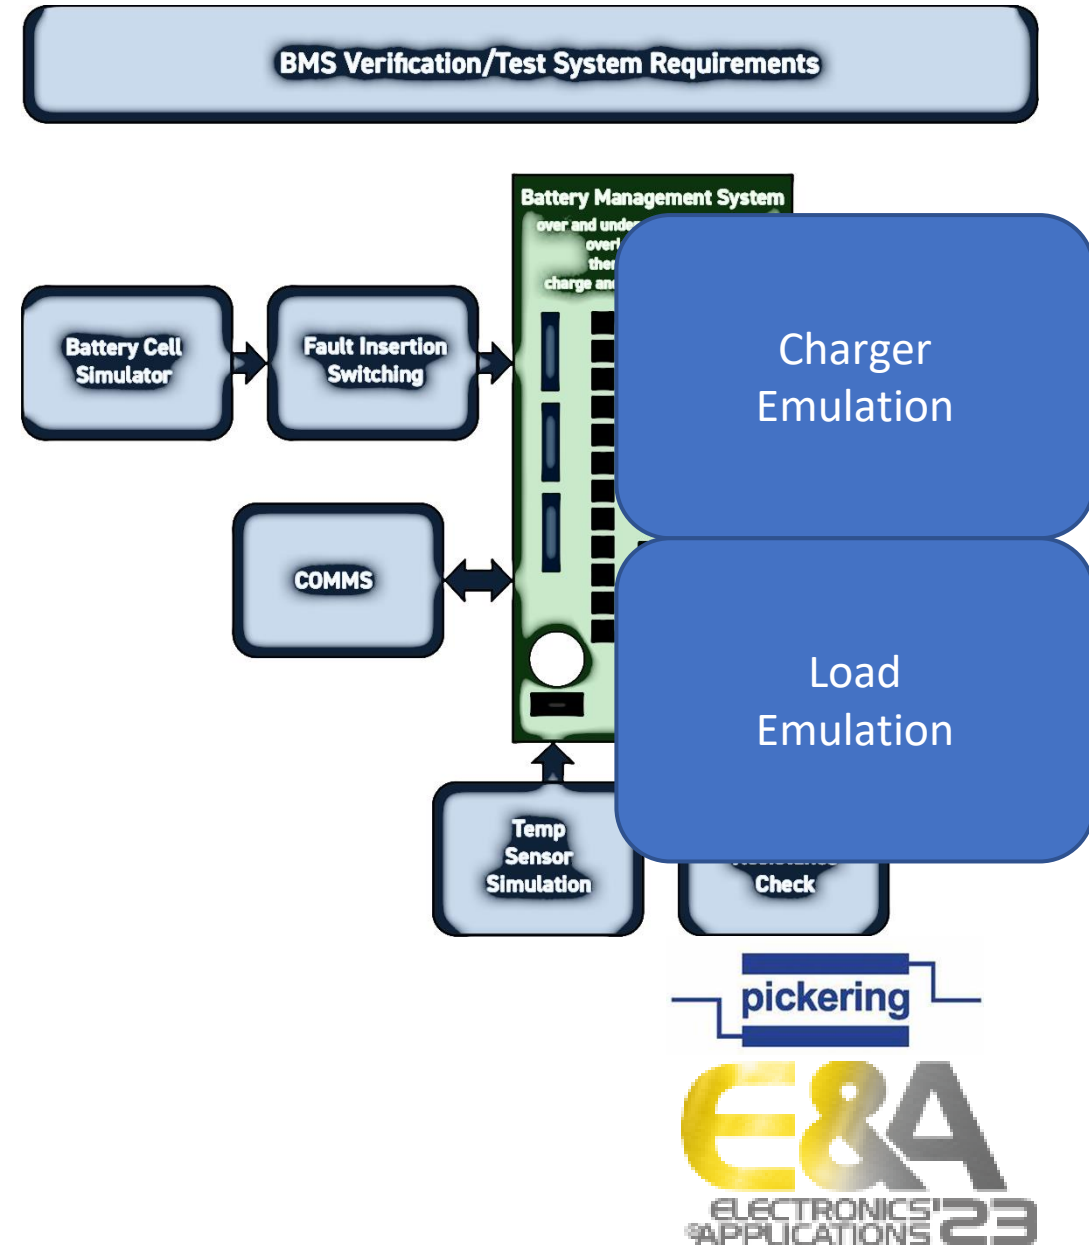 BMS Verification/Test System Requirements
Battery Management System
over and under
charge and
Battery Cell
Simulator
Fault Insertion
Switching
Charger
Emulation
COMMS
Load
Emulation
Temp
Sensor
Simulation
Check
pickering
E&A
ELECTRONICS
&APPLICATIONS
'23